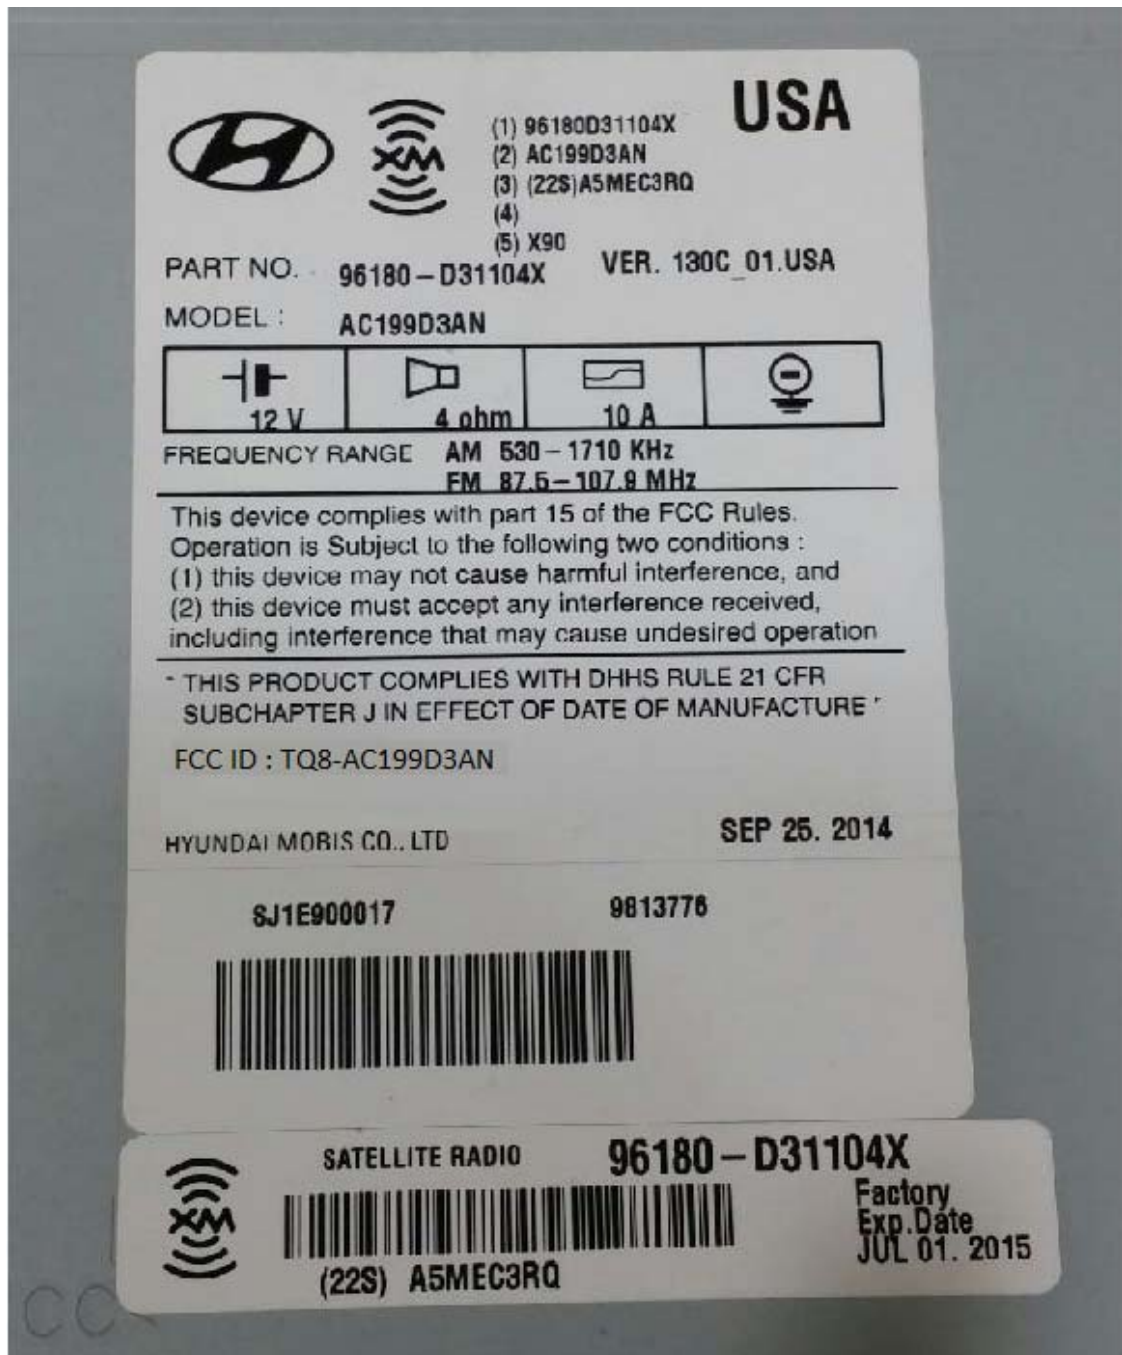 USA
XM
(1) 96180D31104X
(2) AC199D3AN
(3) (22S)A5MEC3RQ
(4)
(5) X90
PART NO. 96180-D31104X VER. 130C_01.USA
MODEL : AC199D3AN
12 V 4 ohm 10 A
FREQUENCY RANGE AM 530-1710 KHz
FM 87.5-107.9 MHz
This device complies with part 15 of the FCC Rules.
Operation is Subject to the following two conditions :
(1) this device may not cause harmful interference, and
(2) this device must accept any interference received,
including interference that may cause undesired operation
" THIS PRODUCT COMPLIES WITH DHHS RULE 21 CFR
SUBCHAPTER J IN EFFECT OF DATE OF MANUFACTURE "
FCC ID : TQ8-AC199D3AN
HYUNDAI MOBIS CO., LTD SEP 25. 2014
SJ1E900017 9813776
SATELLITE RADIO 96180-D31104X
XM
Factory
Exp.Date
JUL 01. 2015
(22S) A5MEC3RQ